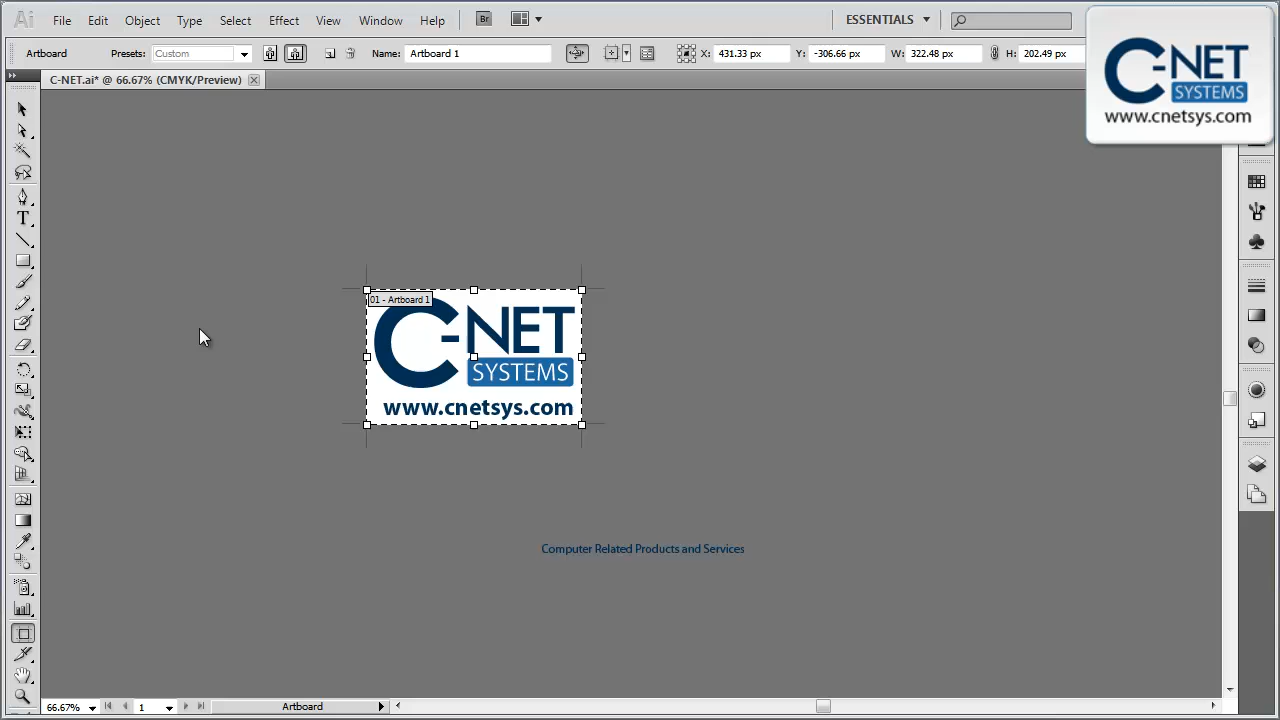 Ai File Edit Object Type Select Effect View Window Help Br ESSENTIALS
Artboard Presets: Custom Name: Artboard 1 X: 431.33 px Y: -306.66 px W: 322.48 px H: 202.49 px
C-NET.ai* @ 66.67% (CMYK/Preview)
C-NET
SYSTEMS
www.cnetsys.com
01 - Artboard 1
C-NET
SYSTEMS
www.cnetsys.com
Computer Related Products and Services
66.67% 1 Artboard